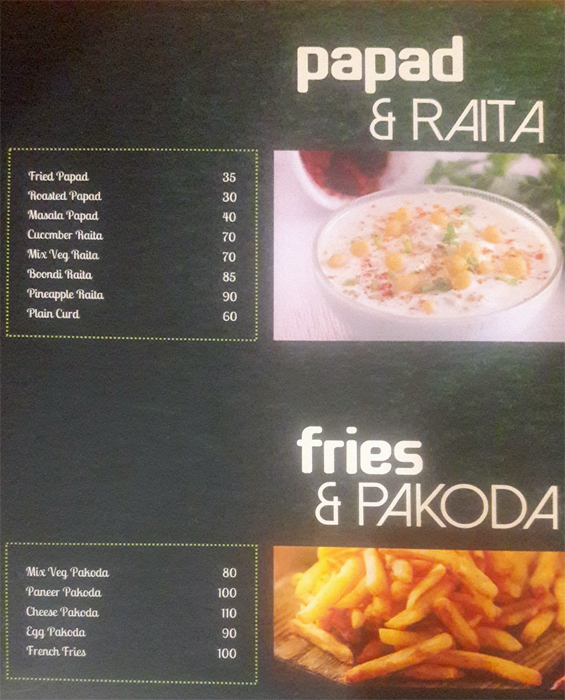 papad
& RAITA
Fried Papad 35
Roasted Papad 30
Masala Papad 40
Cuccmber Raita 70
Mix Veg Raita 70
Boondi Raita 85
Pineapple Raita 90
Plain Curd 60
fries
& PAKODA
Mix Veg Pakoda 80
Paneer Pakoda 100
Cheese Pakoda 110
Egg Pakoda 90
French Fries 100